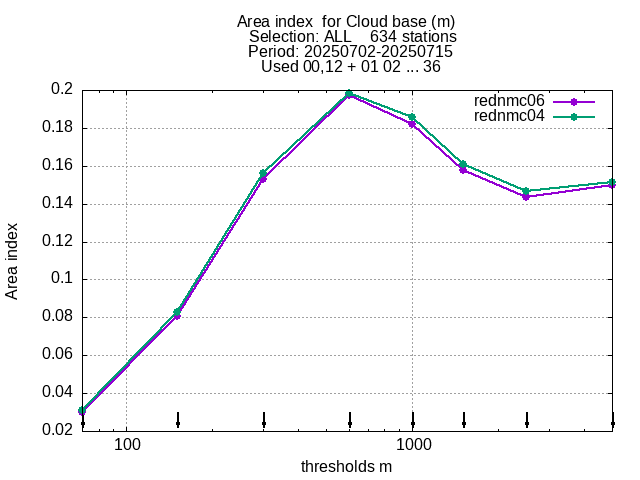 Area index  for Cloud base (m)
Selection: ALL    634 stations
Period: 20250702-20250715
Used 00,12 + 01 02 ... 36
rednmc06
rednmc04
0.2
0.18
0.16
0.14
0.12
0.1
0.08
0.06
0.04
0.02
Area index
100
1000
thresholds m